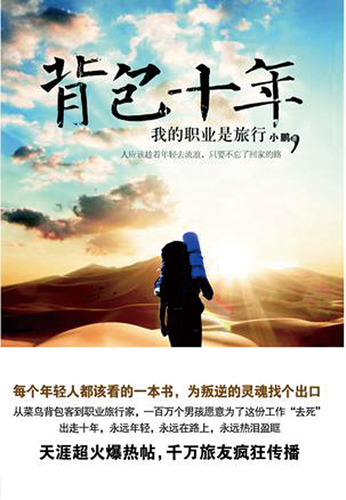 背包十年
我的职业是旅行 小鹏
人应该趁着年轻去流浪，只要不忘了回家的路
每个年轻人都该看的一本书，为叛逆的灵魂找个出口
从菜鸟背包客到职业旅行家，一百万个男孩愿意为了这份工作“去死”
出走十年，永远年轻，永远在路上，永远热泪盈眶
天涯超火爆热帖，千万旅友疯狂传播